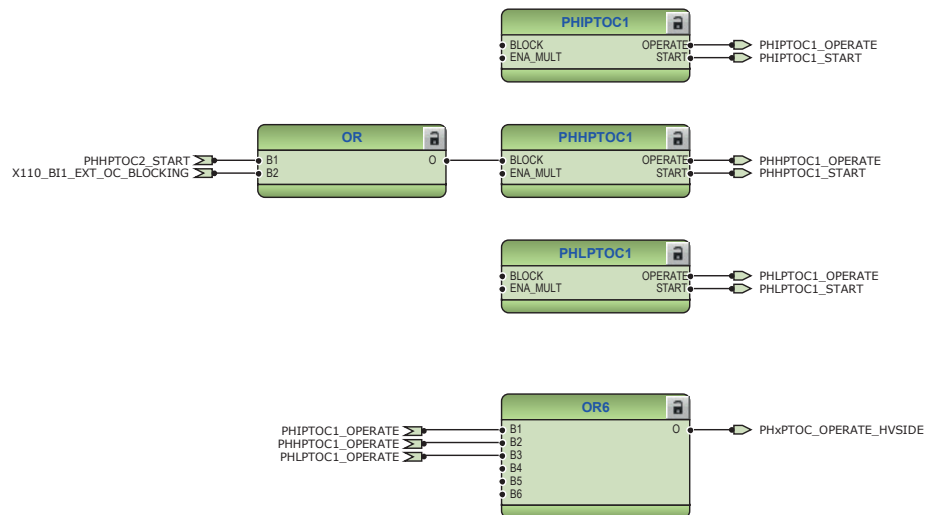 PHIPTOC1
BLOCK OPERATE PHIPTOC1_OPERATE
ENA_MULT START PHIPTOC1_START
OR PHHPTOC1
PHHPTOC2_START B1 O BLOCK OPERATE PHHPTOC1_OPERATE
X110_BI1_EXT_OC_BLOCKING B2 ENA_MULT START PHHPTOC1_START
PHLPTOC1
BLOCK OPERATE PHLPTOC1_OPERATE
ENA_MULT START PHLPTOC1_START
OR6
PHIPTOC1_OPERATE B1 O PHxPTOC_OPERATE_HVSIDE
PHHPTOC1_OPERATE B2
PHLPTOC1_OPERATE B3
B4
B5
B6